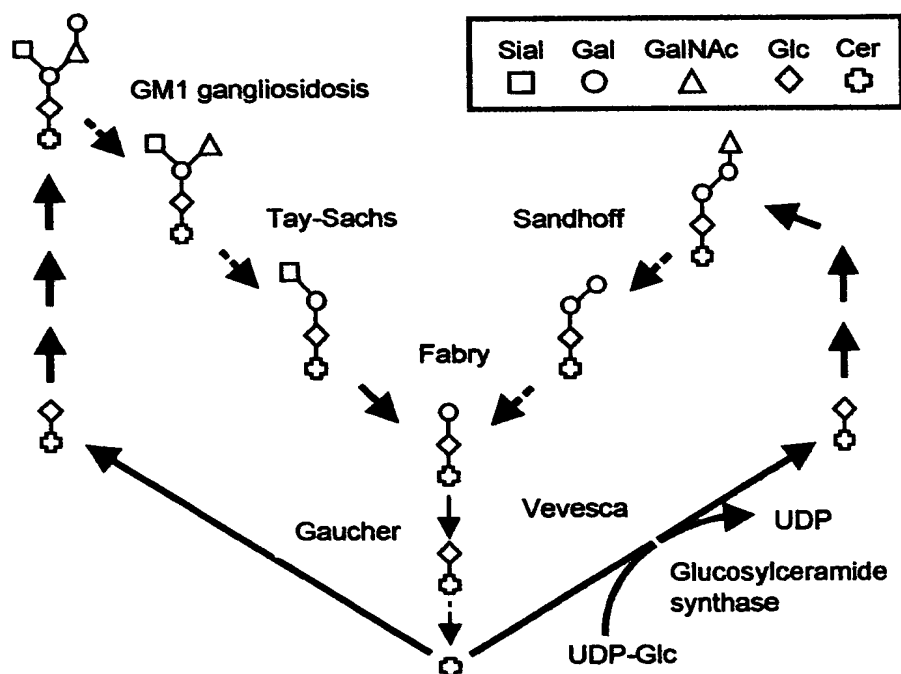 Sial Gal GalNAc Glc Cer
GM1 gangliosidosis
Tay-Sachs
Sandhoff
Fabry
Gaucher
Vevesca
UDP
Glucosylceramide
synthase
UDP-Glc